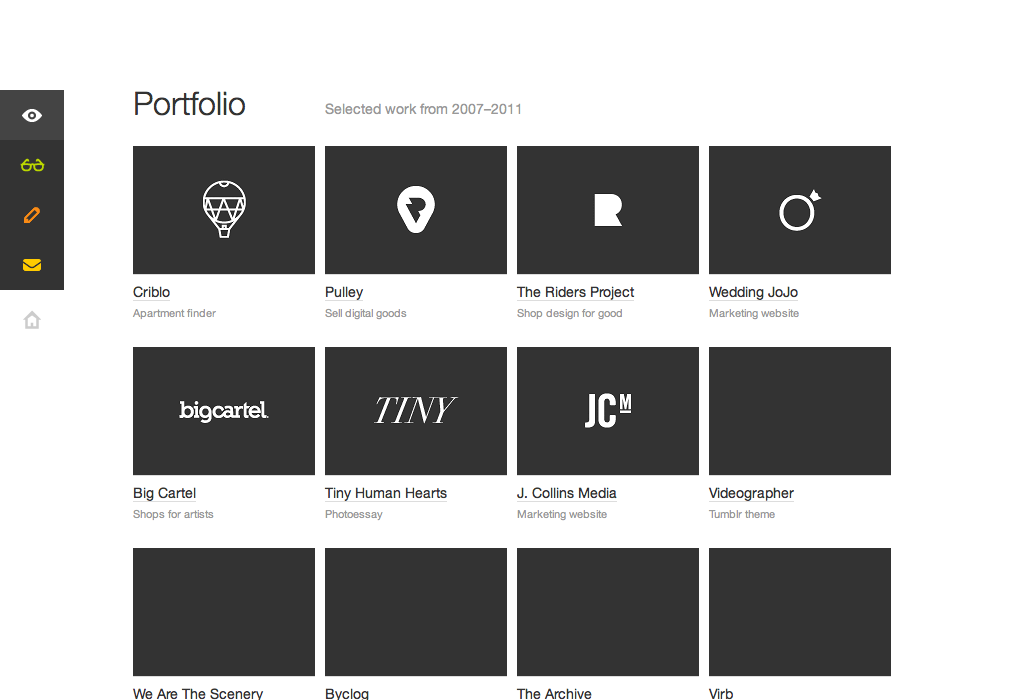 Portfolio
Selected work from 2007–2011
Criblo
Apartment finder
Pulley
Sell digital goods
R
The Riders Project
Shop design for good
Wedding JoJo
Marketing website
bigcartel.
Big Cartel
Shops for artists
TINY
Tiny Human Hearts
Photoessay
JCM
J. Collins Media
Marketing website
Videographer
Tumblr theme
We Are The Scenery
Byclog
The Archive
Virb